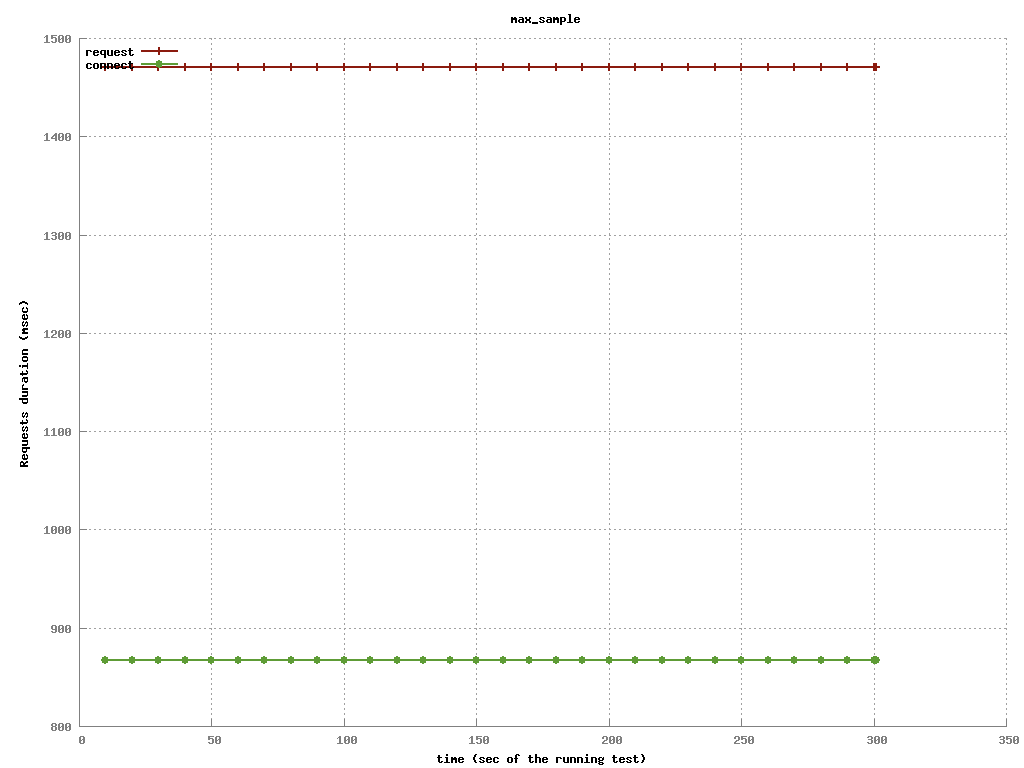 max_sample
request
connect
1500
1400
1300
1200
1100
1000
900
800
0 50 100 150 200 250 300 350
Requests duration (msec)
time (sec of the running test)